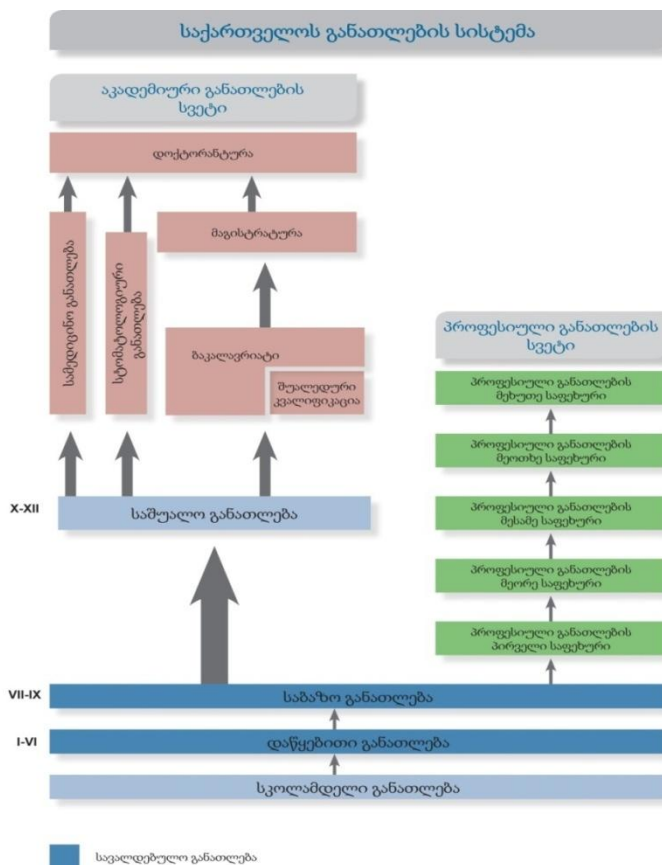 საქართველოს განათლების სისტემა
აკადემიური განათლების
სვეტი
დოქტორანტურა
სამედიცინო განათლება
სტომატოლოგიური
განათლება
მაგისტრატურა
ბაკალავრიატი
შუალედური
კვალიფიკაცია
X-XII
საშუალო განათლება
პროფესიული განათლების
სვეტი
პროფესიული განათლების
მეხუთე საფეხური
პროფესიული განათლების
მეოთხე საფეხური
პროფესიული განათლების
მესამე საფეხური
პროფესიული განათლების
მეორე საფეხური
პროფესიული განათლების
პირველი საფეხური
VII-IX
საბაზო განათლება
I-VI
დაწყებითი განათლება
სკოლამდელი განათლება
სავალდებულო განათლება